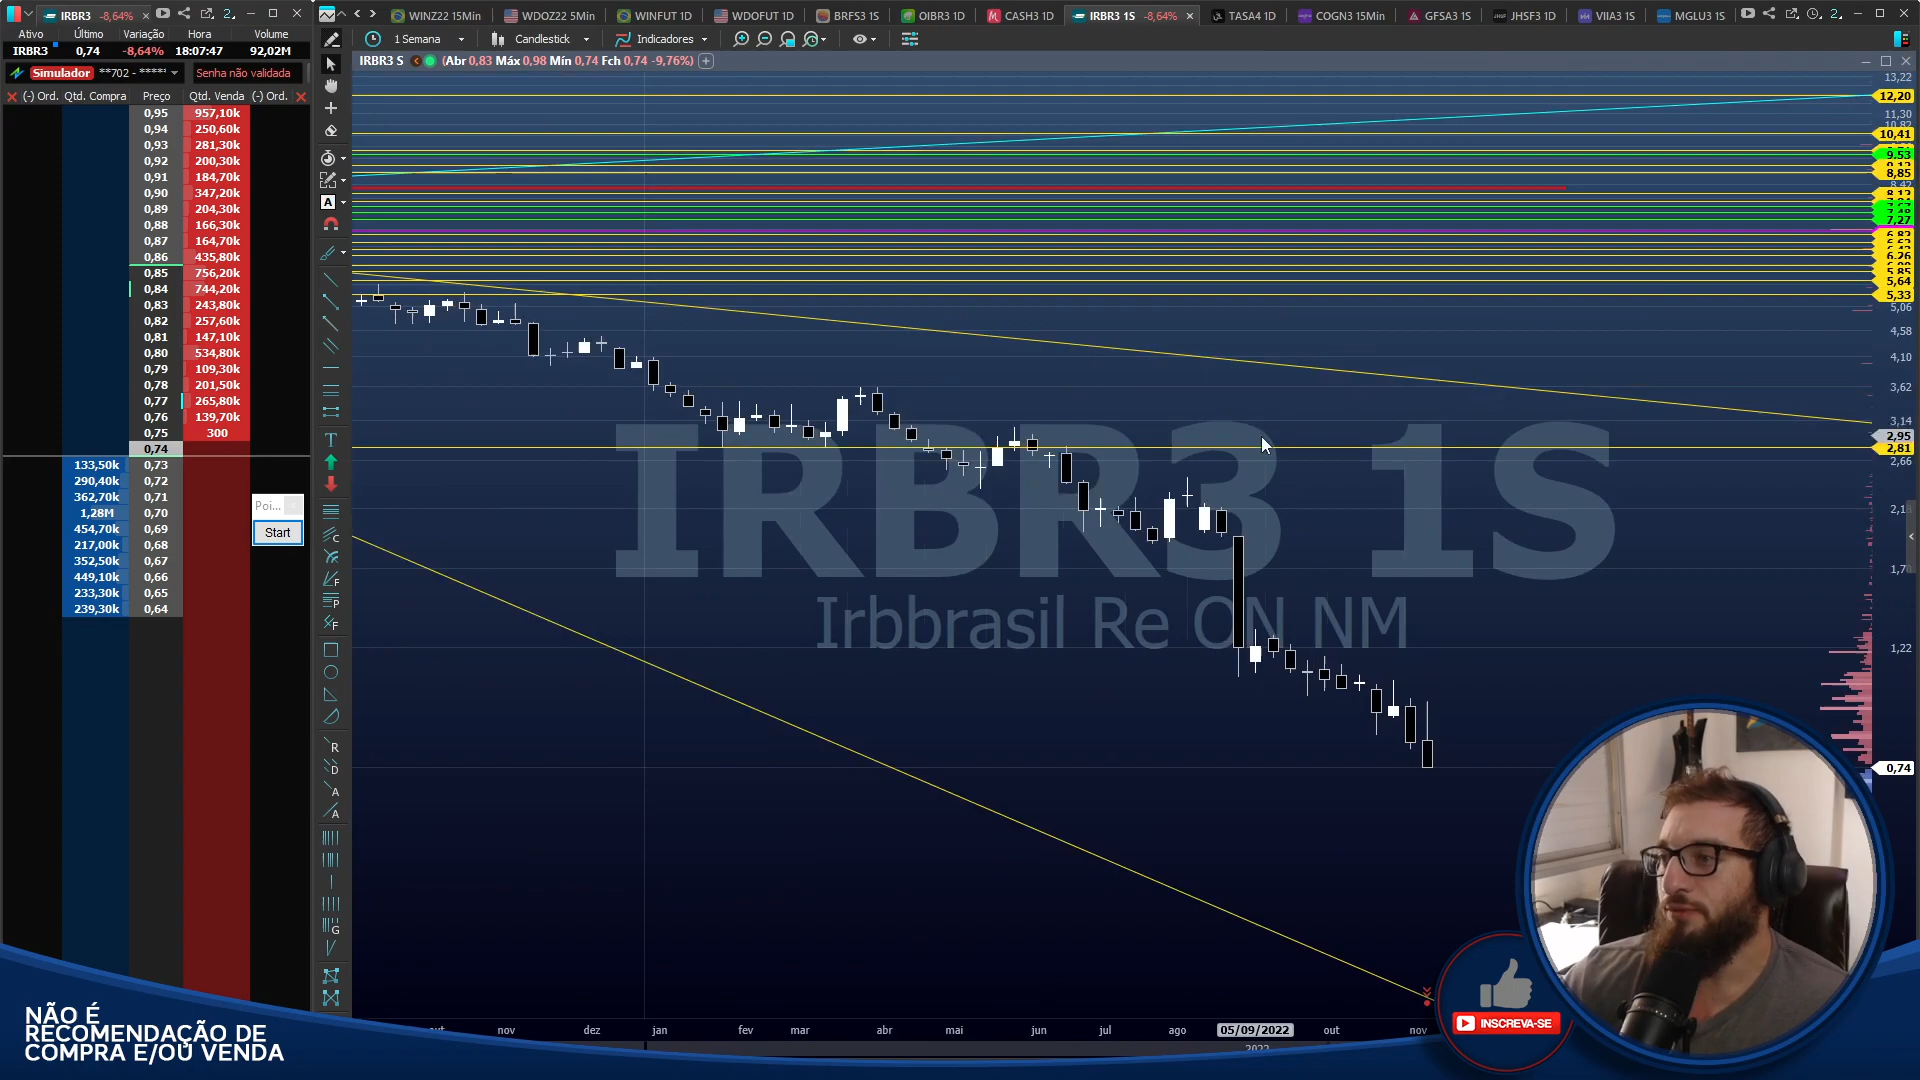 IRBR3 -8,64%
WINZ22 15Min
WDOZ22 5Min
WINFUT 1D
WDOFUT 1D
BRFS3 1S
OIBR3 1D
CASH3 1D
IRBR3 1S -8,64%
TASA4 1D
COGN3 15Min
GFSA3 1S
JHSF3 1D
VIIA3 1S
MGLU3 1S
Ativo Último Variação Hora Volume
IRBR3 0,74 -8,64% 18:07:47 92,02M
1 Semana Candlestick Indicadores
Simulador **702 - ***** Senha não validada
IRBR3 S (Abr 0,83 Máx 0,98 Mín 0,74 Fch 0,74 -9,76%)
(-) Ord. Qtd. Compra Preço Qtd. Venda (-) Ord.
0,95 957,10k
0,94 250,60k
0,93 281,30k
0,92 200,30k
0,91 184,70k
0,90 347,20k
0,89 204,30k
0,88 166,30k
0,87 164,70k
0,86 435,80k
0,85 756,20k
0,84 744,20k
0,83 243,80k
0,82 257,60k
0,81 147,10k
0,80 534,80k
0,79 109,30k
0,78 201,50k
0,77 265,80k
0,76 139,70k
0,75 300
0,74
133,50k 0,73
290,40k 0,72
362,70k 0,71
1,28M 0,70
454,70k 0,69
217,00k 0,68
352,50k 0,67
449,10k 0,66
233,30k 0,65
239,30k 0,64
Poi...
Start
13,22
12,20
11,30
10,41
9,53
8,85
7,27
6,26
5,85
5,64
5,33
5,06
4,58
4,10
3,62
3,14
2,95
2,81
2,66
1,22
0,74
IRBR3 1S
Irbbrasil Re ON NM
nov dez jan fev mar abr mai jun jul ago 05/09/2022 out nov
NÃO É
RECOMENDAÇÃO DE
COMPRA E/OU VENDA
INSCREVA-SE